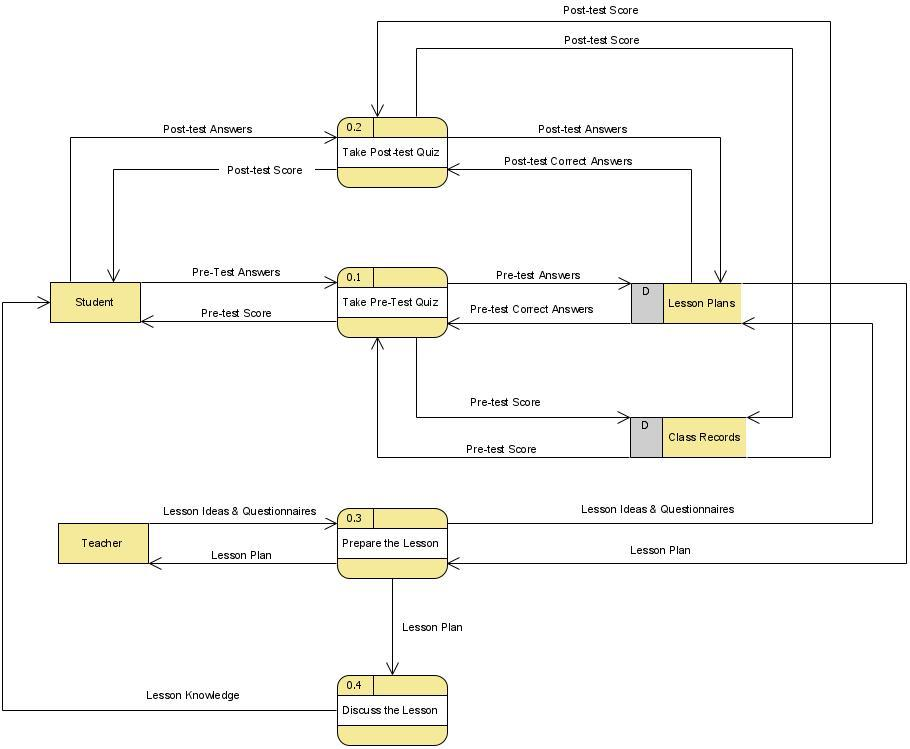 Post-test Score
Post-test Score
0.2
Post-test Answers
Post-test Answers
Take Post-test Quiz
Post-test Correct Answers
Post-test Score
Pre-Test Answers
0.1
Pre-test Answers
D
Student
Take Pre-Test Quiz
Lesson Plans
Pre-test Score
Pre-test Correct Answers
Pre-test Score
D
Class Records
Pre-test Score
Lesson Ideas & Questionnaires
0.3
Lesson Ideas & Questionnaires
Teacher
Prepare the Lesson
Lesson Plan
Lesson Plan
Lesson Plan
0.4
Lesson Knowledge
Discuss the Lesson